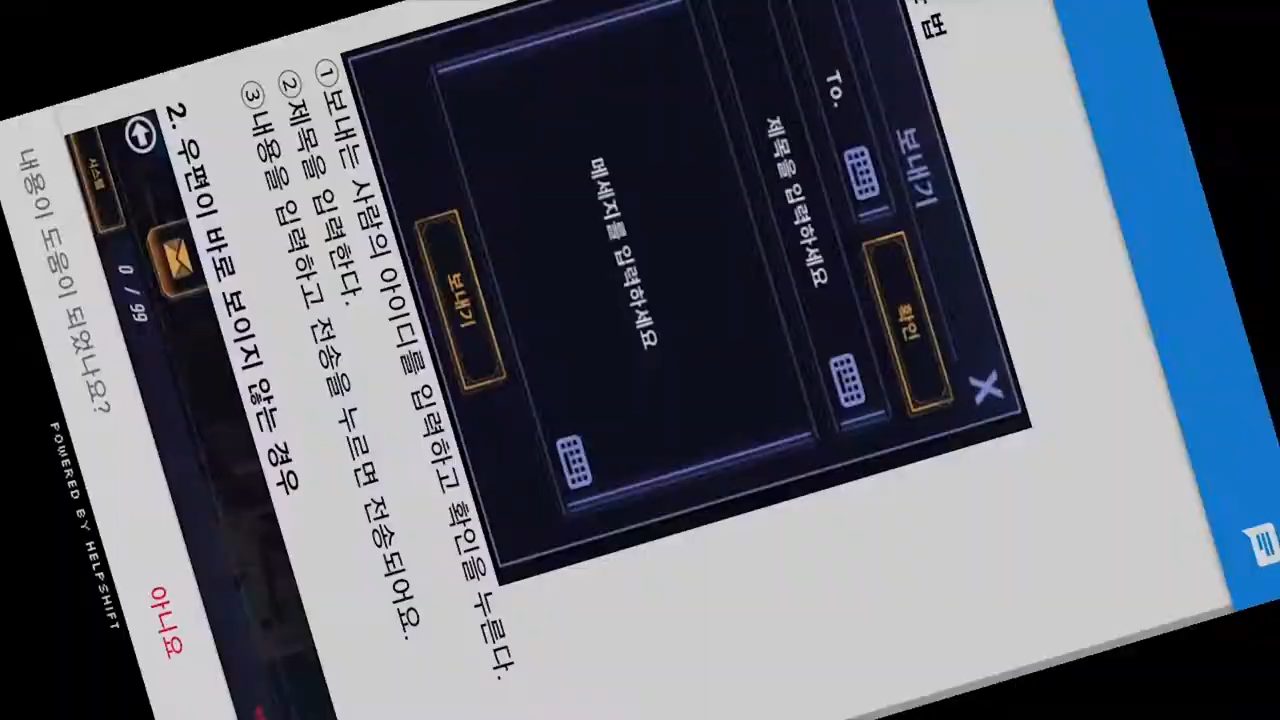 는 법
보내기
To.
확인
제목을 입력하세요
메세지를 입력하세요
보내기
①보내는 사람의 아이디를 입력하고 확인을 누른다.
②제목을 입력한다.
③내용을 입력하고 전송을 누르면 전송되어요.
2. 우편이 바로 보이지 않는 경우
0 / 99
시스템
내용이 도움이 되었나요?
아니요
POWERED BY HELPSHIFT